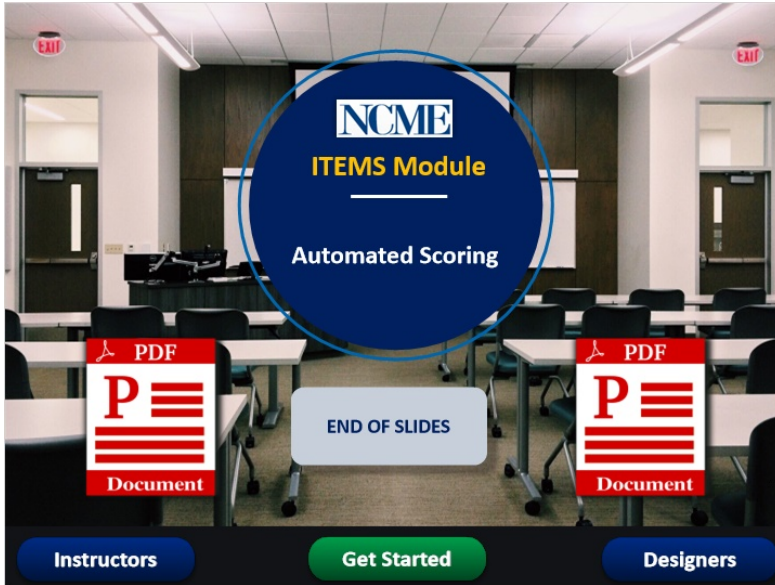 EXIT
EXIT
NCME
ITEMS Module
Automated Scoring
PDF
P
Document
PDF
P
Document
END OF SLIDES
Instructors
Get Started
Designers